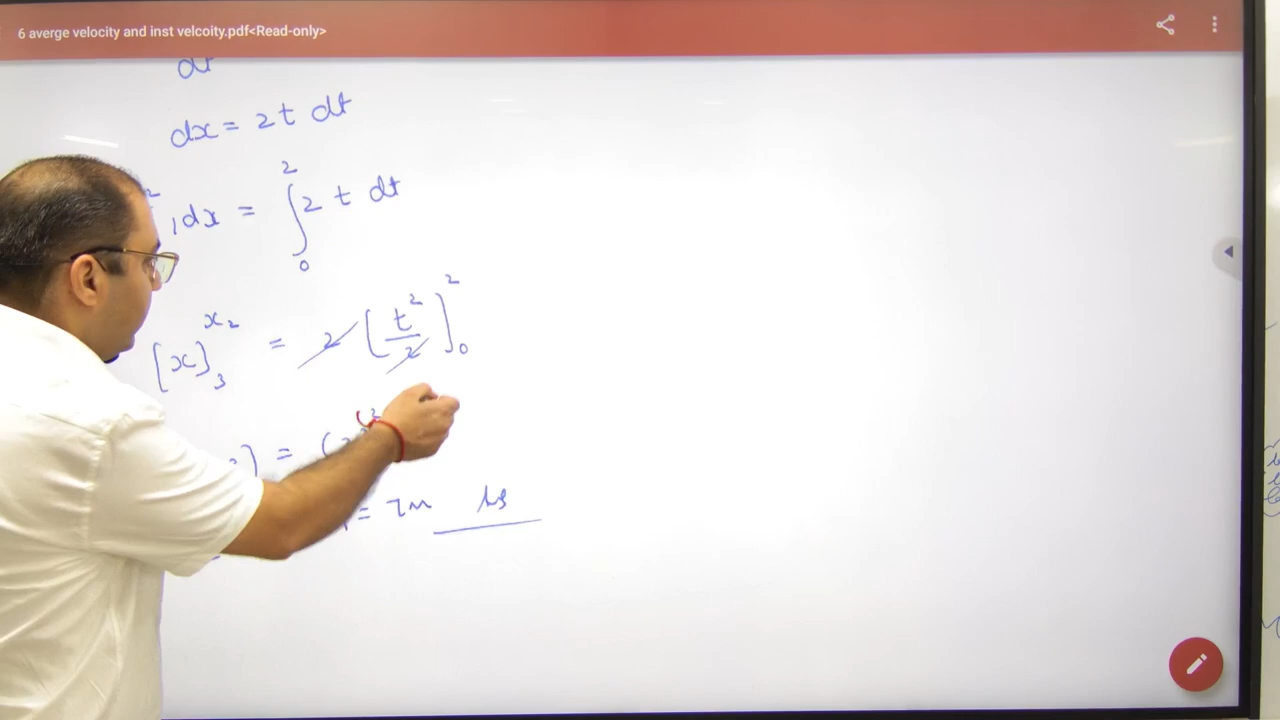 6 averge velocity and inst velcoity.pdf<Read-only>
dt
dx = 2t dt
dx = ∫₀² 2 t dt
[x]₃^x₂ = 2 [t²/2]₀²
) = (
= 7m